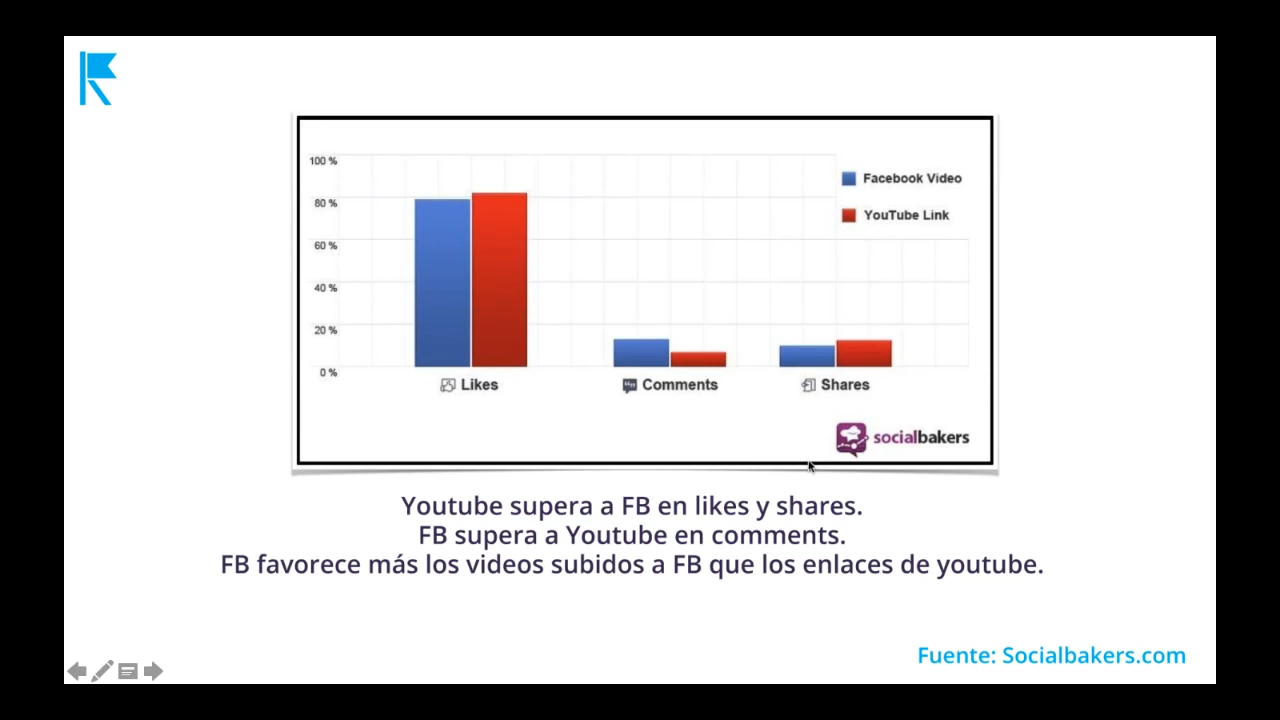 100 %
80 %
60 %
40 %
20 %
0 %
Facebook Video
YouTube Link
Likes
Comments
Shares
socialbakers
Youtube supera a FB en likes y shares.
FB supera a Youtube en comments.
FB favorece más los videos subidos a FB que los enlaces de youtube.
Fuente: Socialbakers.com